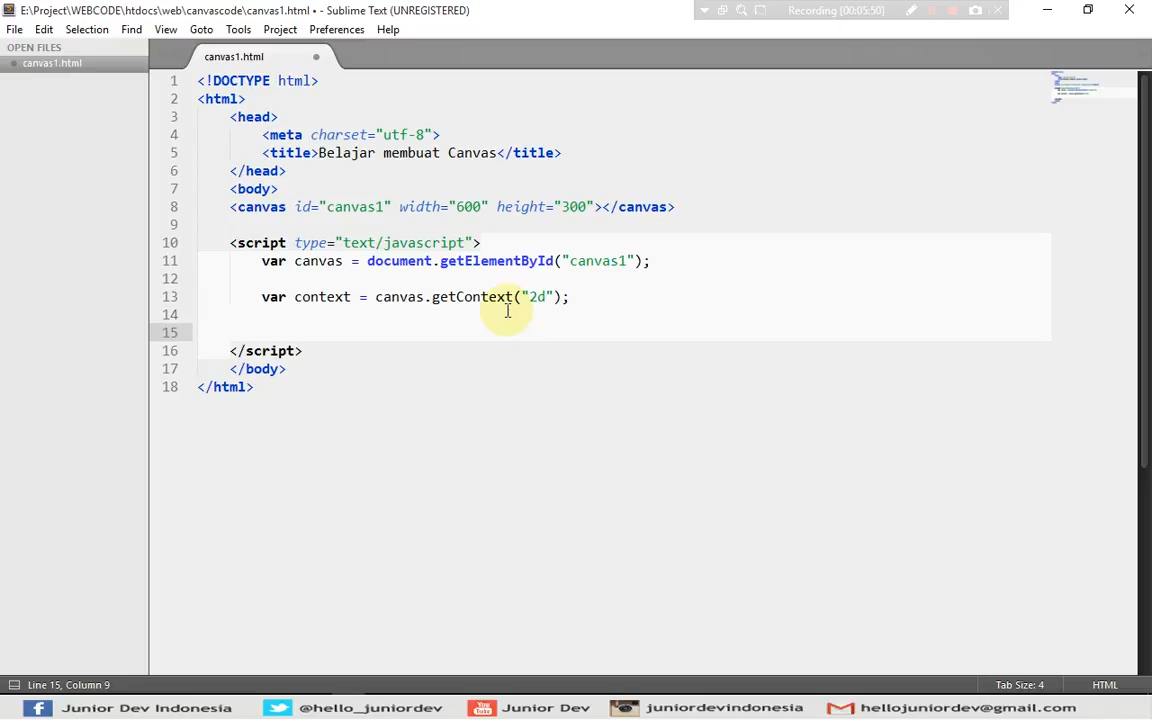 E:\Project\WEBCODE\htdocs\web\canvascode\canvas1.html • - Sublime Text (UNREGISTERED)
Recording [00:05:50]
File Edit Selection Find View Goto Tools Project Preferences Help
OPEN FILES
canvas1.html
canvas1.html
1 <!DOCTYPE html>
2 <html>
3 <head>
4 <meta charset="utf-8">
5 <title>Belajar membuat Canvas</title>
6 </head>
7 <body>
8 <canvas id="canvas1" width="600" height="300"></canvas>
9
10 <script type="text/javascript">
11 var canvas = document.getElementById("canvas1");
12
13 var context = canvas.getContext("2d");
14
15
16 </script>
17 </body>
18 </html>
Line 15, Column 9
Tab Size: 4
HTML
Junior Dev Indonesia
@hello_juniordev
You Tube Junior Dev
juniordevindonesia
hellojuniordev@gmail.com